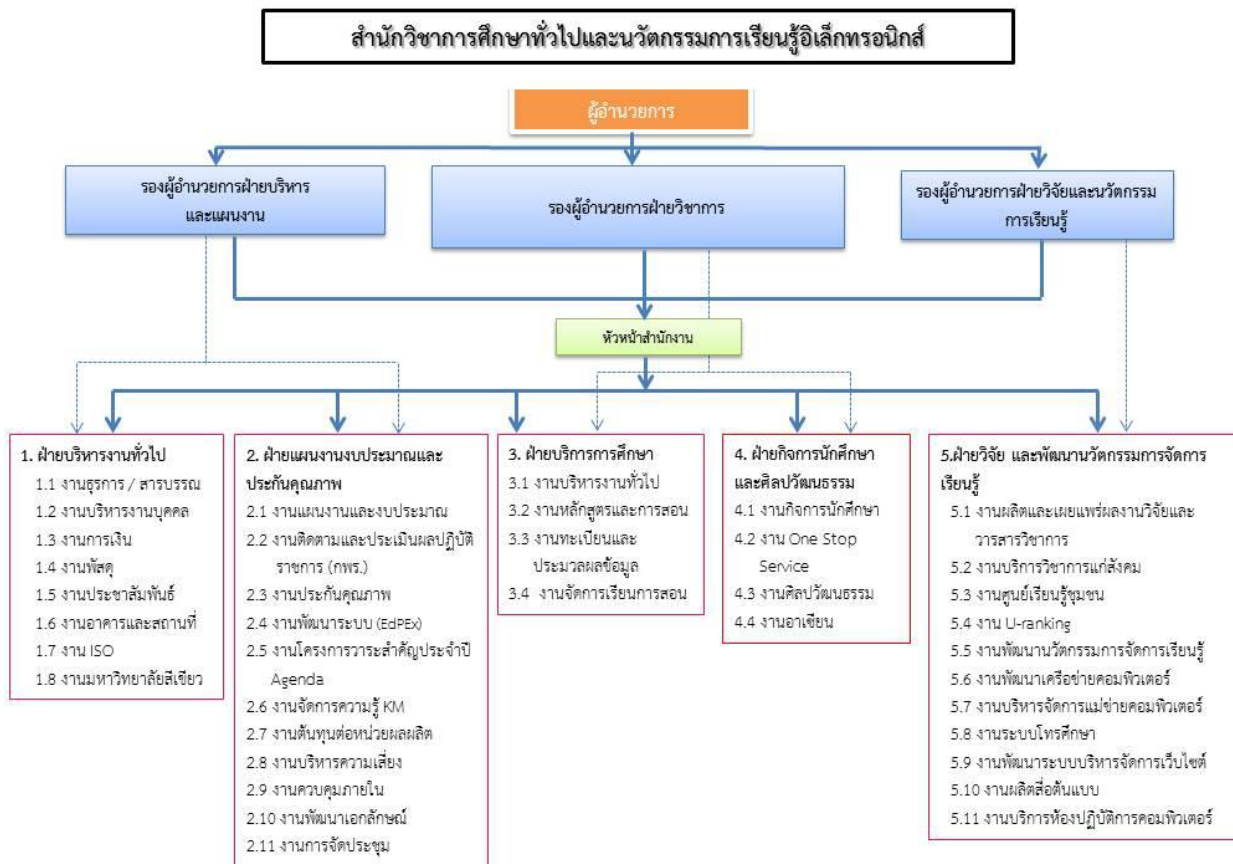 สำนักวิชาการศึกษาทั่วไปและนวัตกรรมการเรียนรู้อิเล็กทรอนิกส์
ผู้อำนวยการ
รองผู้อำนวยการฝ่ายบริหาร
และแผนงาน
รองผู้อำนวยการฝ่ายวิชาการ
รองผู้อำนวยการฝ่ายวิจัยและนวัตกรรม
การเรียนรู้
หัวหน้าสำนักงาน
1. ฝ่ายบริหารงานทั่วไป
1.1 งานธุรการ / สารบรรณ
1.2 งานบริหารงานบุคคล
1.3 งานการเงิน
1.4 งานพัสดุ
1.5 งานประชาสัมพันธ์
1.6 งานอาคารและสถานที่
1.7 งาน ISO
1.8 งานมหาวิทยาลัยสีเขียว
2. ฝ่ายแผนงานงบประมาณและ
ประกันคุณภาพ
2.1 งานแผนงานและงบประมาณ
2.2 งานติดตามและประเมินผลปฏิบัติ
ราชการ (กพร.)
2.3 งานประกันคุณภาพ
2.4 งานพัฒนาระบบ (EdPEx)
2.5 งานโครงการวาระสำคัญประจำปี
Agenda
2.6 งานจัดการความรู้ KM
2.7 งานต้นทุนต่อหน่วยผลผลิต
2.8 งานบริหารความเสี่ยง
2.9 งานควบคุมภายใน
2.10 งานพัฒนาเอกลักษณ์
2.11 งานการจัดประชุม
3. ฝ่ายบริการการศึกษา
3.1 งานบริหารงานทั่วไป
3.2 งานหลักสูตรและการสอน
3.3 งานทะเบียนและ
ประมวลผลข้อมูล
3.4 งานจัดการเรียนการสอน
4. ฝ่ายกิจการนักศึกษา
และศิลปวัฒนธรรม
4.1 งานกิจการนักศึกษา
4.2 งาน One Stop
Service
4.3 งานศิลปวัฒนธรรม
4.4 งานอาเซียน
5.ฝ่ายวิจัย และพัฒนานวัตกรรมการจัดการ
เรียนรู้
5.1 งานผลิตและเผยแพร่ผลงานวิจัยและ
วารสารวิชาการ
5.2 งานบริการวิชาการแก่สังคม
5.3 งานศูนย์เรียนรู้ชุมชน
5.4 งาน U-ranking
5.5 งานพัฒนานวัตกรรมการจัดการเรียนรู้
5.6 งานพัฒนาเครือข่ายคอมพิวเตอร์
5.7 งานบริหารจัดการแม่ข่ายคอมพิวเตอร์
5.8 งานระบบโทรศึกษา
5.9 งานพัฒนาระบบบริหารจัดการเว็บไซต์
5.10 งานผลิตสื่อต้นแบบ
5.11 งานบริการห้องปฏิบัติการคอมพิวเตอร์